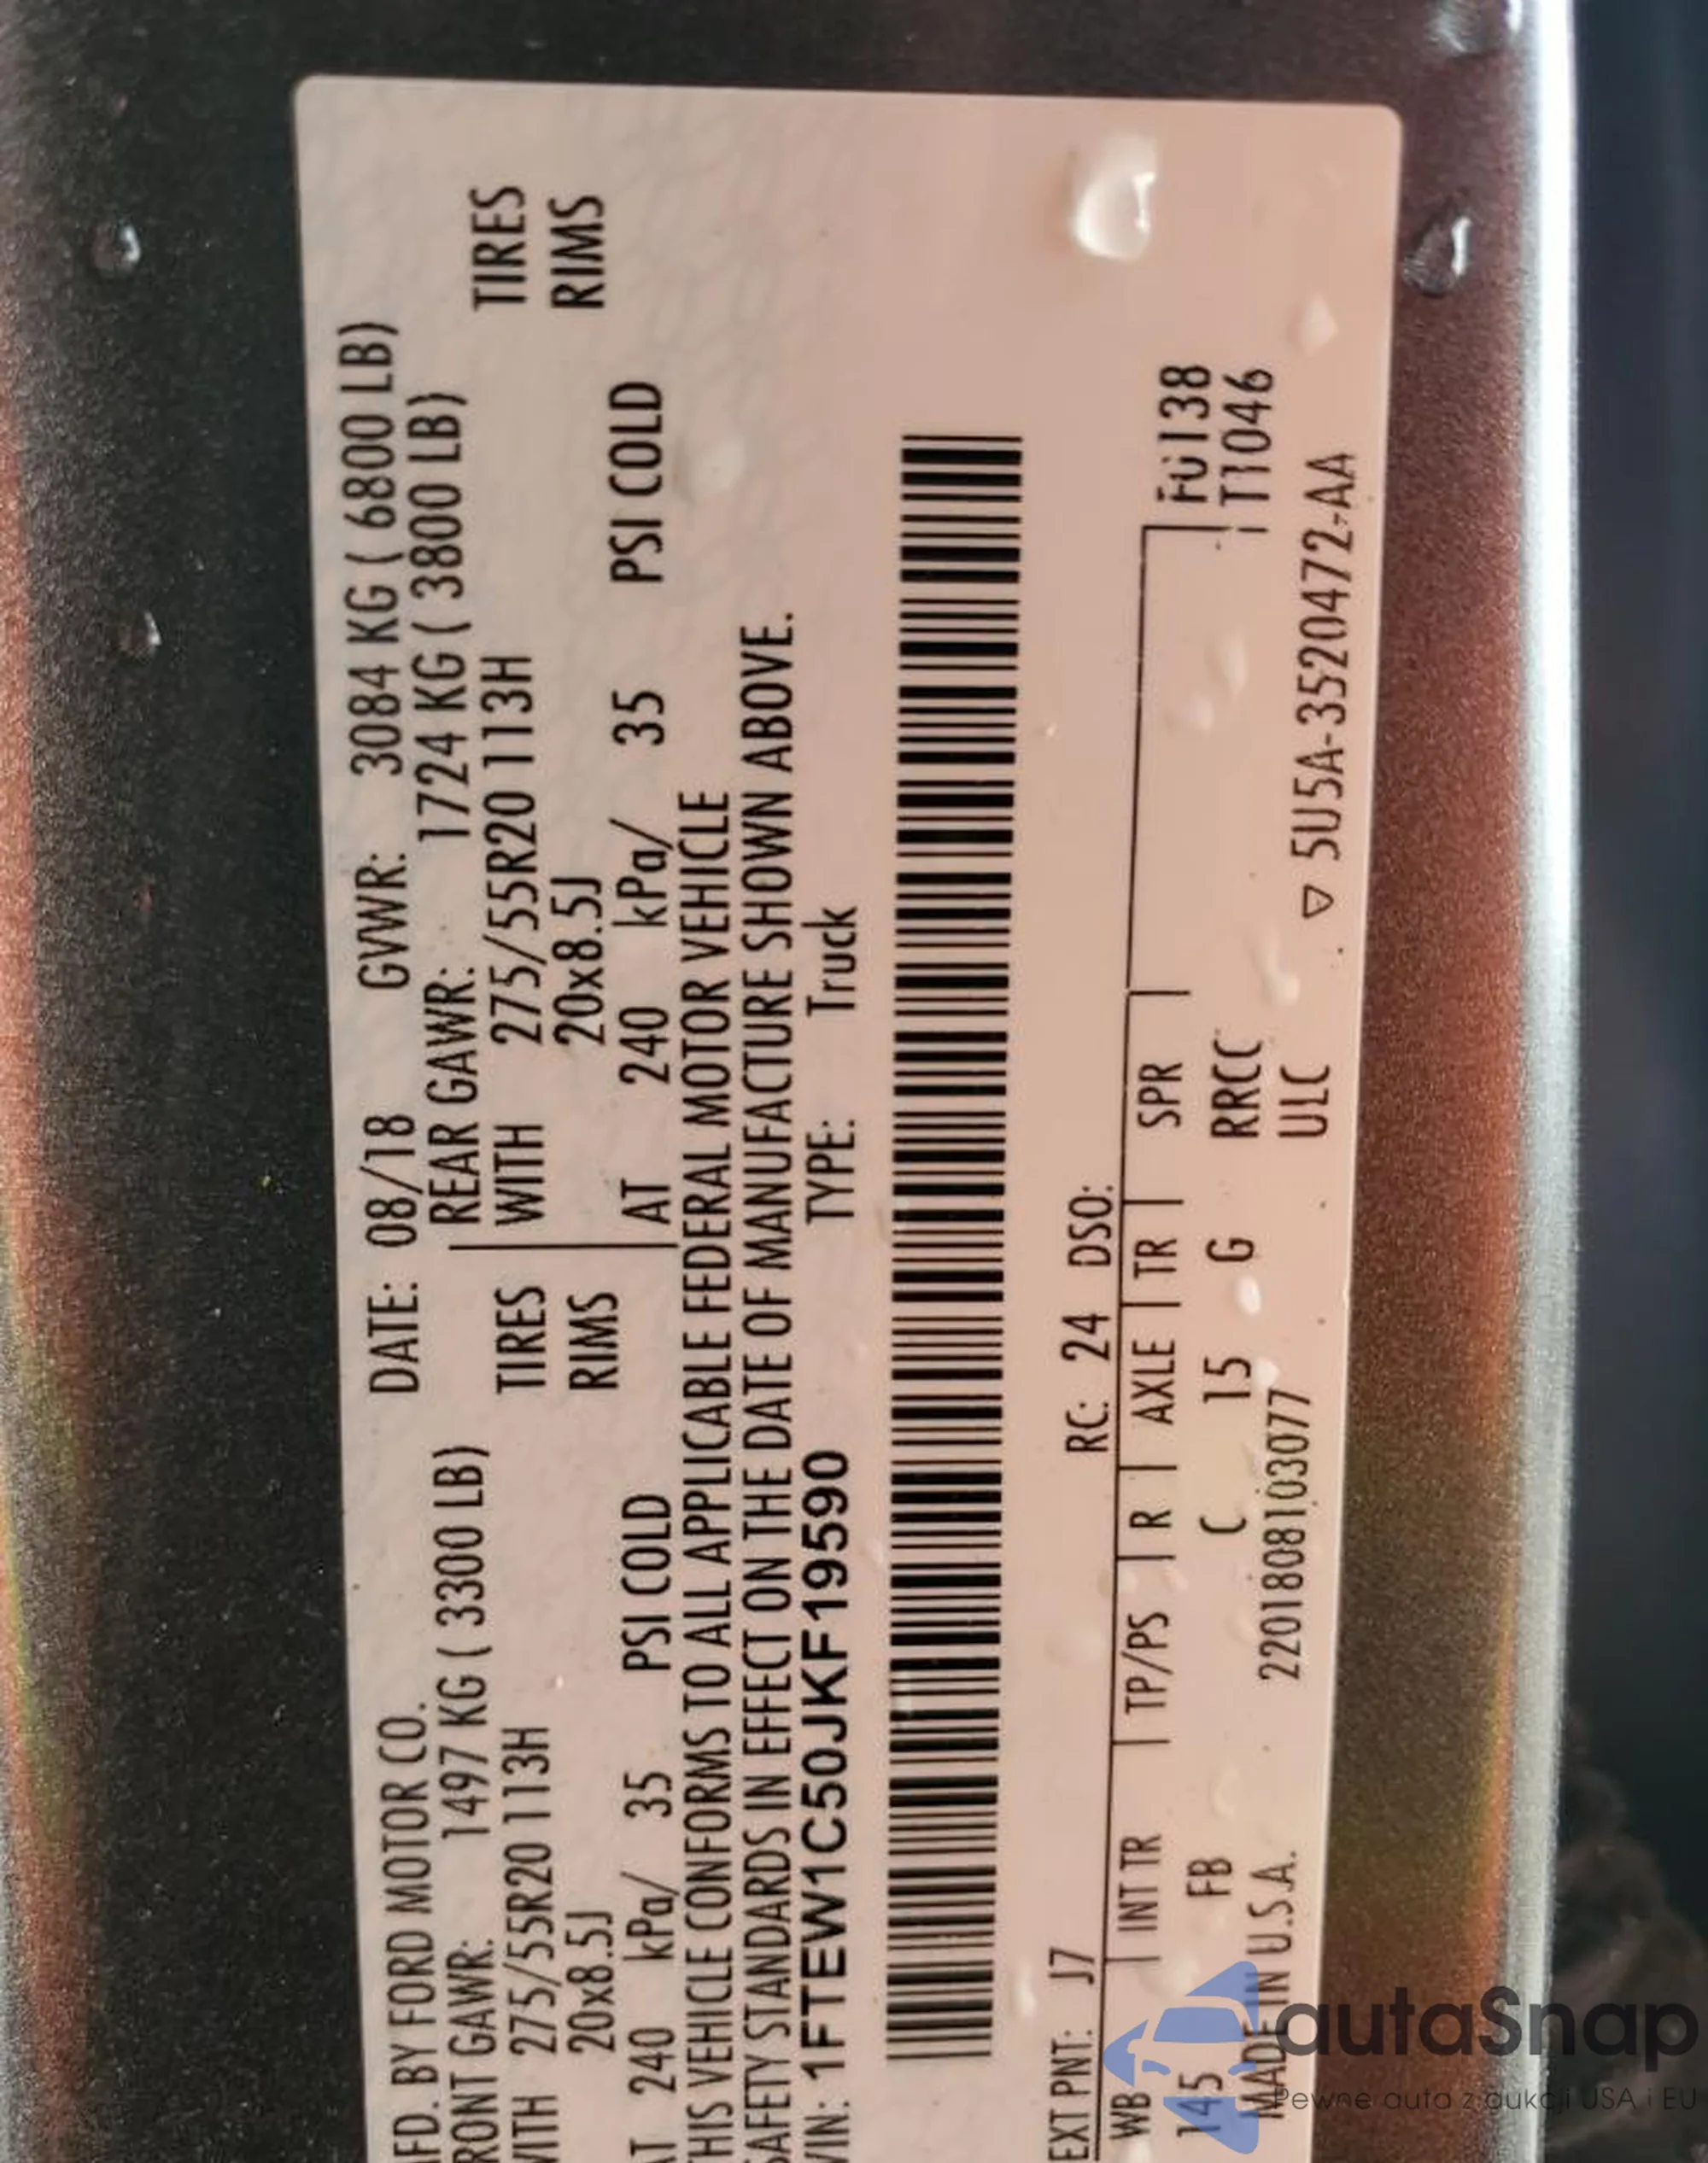 MFD. BY FORD MOTOR CO. DATE: 08/18 GVWR: 3084 KG ( 6800 LB)
FRONT GAWR: 1497 KG ( 3300 LB) REAR GAWR: 1724 KG ( 3800 LB)
WITH 275/55R20 113H TIRES WITH 275/55R20 113H TIRES
20x8.5J RIMS 20x8.5J RIMS
AT 240 kPa/ 35 PSI COLD AT 240 kPa/ 35 PSI COLD
THIS VEHICLE CONFORMS TO ALL APPLICABLE FEDERAL MOTOR VEHICLE
SAFETY STANDARDS IN EFFECT ON THE DATE OF MANUFACTURE SHOWN ABOVE.
VIN: 1FTEW1C50JKF19590 TYPE: Truck
EXT PNT: J7 RC: 24 DSO:
WB INT TR TP/PS R AXLE TR SPR F0138
145 FB C 15 G RRCC T1046
MADE IN U.S.A. 2201808103077 ULC ▽ 5U5A-3520472-AA
autaSnap
Pewne auta z aukcji USA i EU